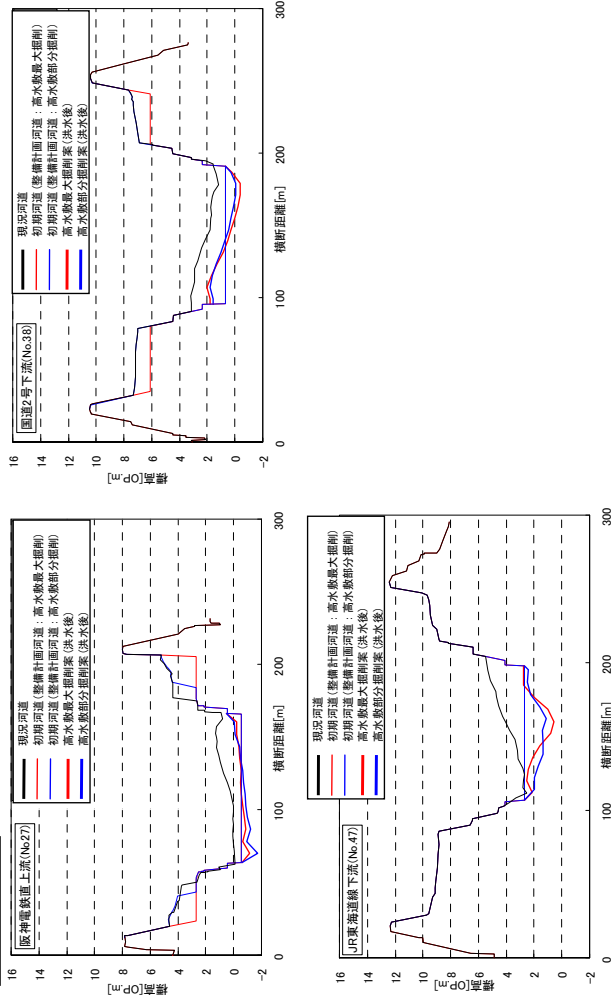 阪神電鉄直上流(No27)
現況河道
初期河道(整備計画河道:高水敷最大掘削)
初期河道(整備計画河道:高水敷部分掘削)
高水敷最大掘削案(洪水後)
高水敷部分掘削案(洪水後)
標高[OP.m]
16
14
12
10
8
6
4
2
0
-2
0
100
200
300
横断距離[m]
国道2号下流(No.38)
現況河道
初期河道(整備計画河道:高水敷最大掘削)
初期河道(整備計画河道:高水敷部分掘削)
高水敷最大掘削案(洪水後)
高水敷部分掘削案(洪水後)
標高[OP.m]
16
14
12
10
8
6
4
2
0
-2
0
100
200
300
横断距離[m]
JR東海道線下流(No.47)
現況河道
初期河道(整備計画河道:高水敷最大掘削)
初期河道(整備計画河道:高水敷部分掘削)
高水敷最大掘削案(洪水後)
高水敷部分掘削案(洪水後)
標高[OP.m]
16
14
12
10
8
6
4
2
0
-2
0
100
200
300
横断距離[m]